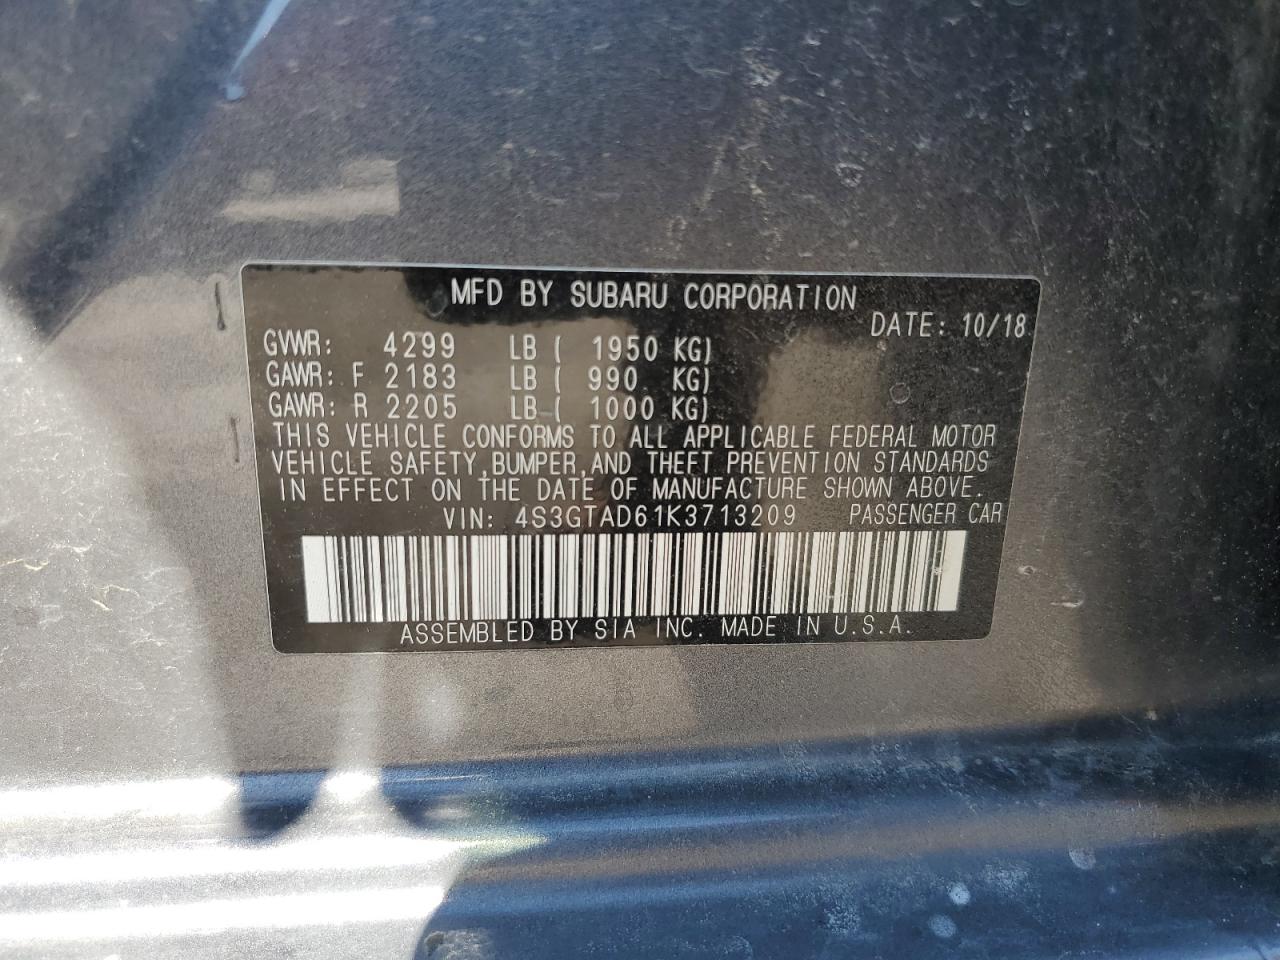 MFD BY SUBARU CORPORATION
DATE: 10/18
GVWR: 4299 LB ( 1950 KG)
GAWR: F 2183 LB ( 990 KG)
GAWR: R 2205 LB ( 1000 KG)
THIS VEHICLE CONFORMS TO ALL APPLICABLE FEDERAL MOTOR
VEHICLE SAFETY,BUMPER,AND THEFT PREVENTION STANDARDS
IN EFFECT ON THE DATE OF MANUFACTURE SHOWN ABOVE.
VIN: 4S3GTAD61K3713209 PASSENGER CAR
ASSEMBLED BY SIA INC. MADE IN U.S.A.